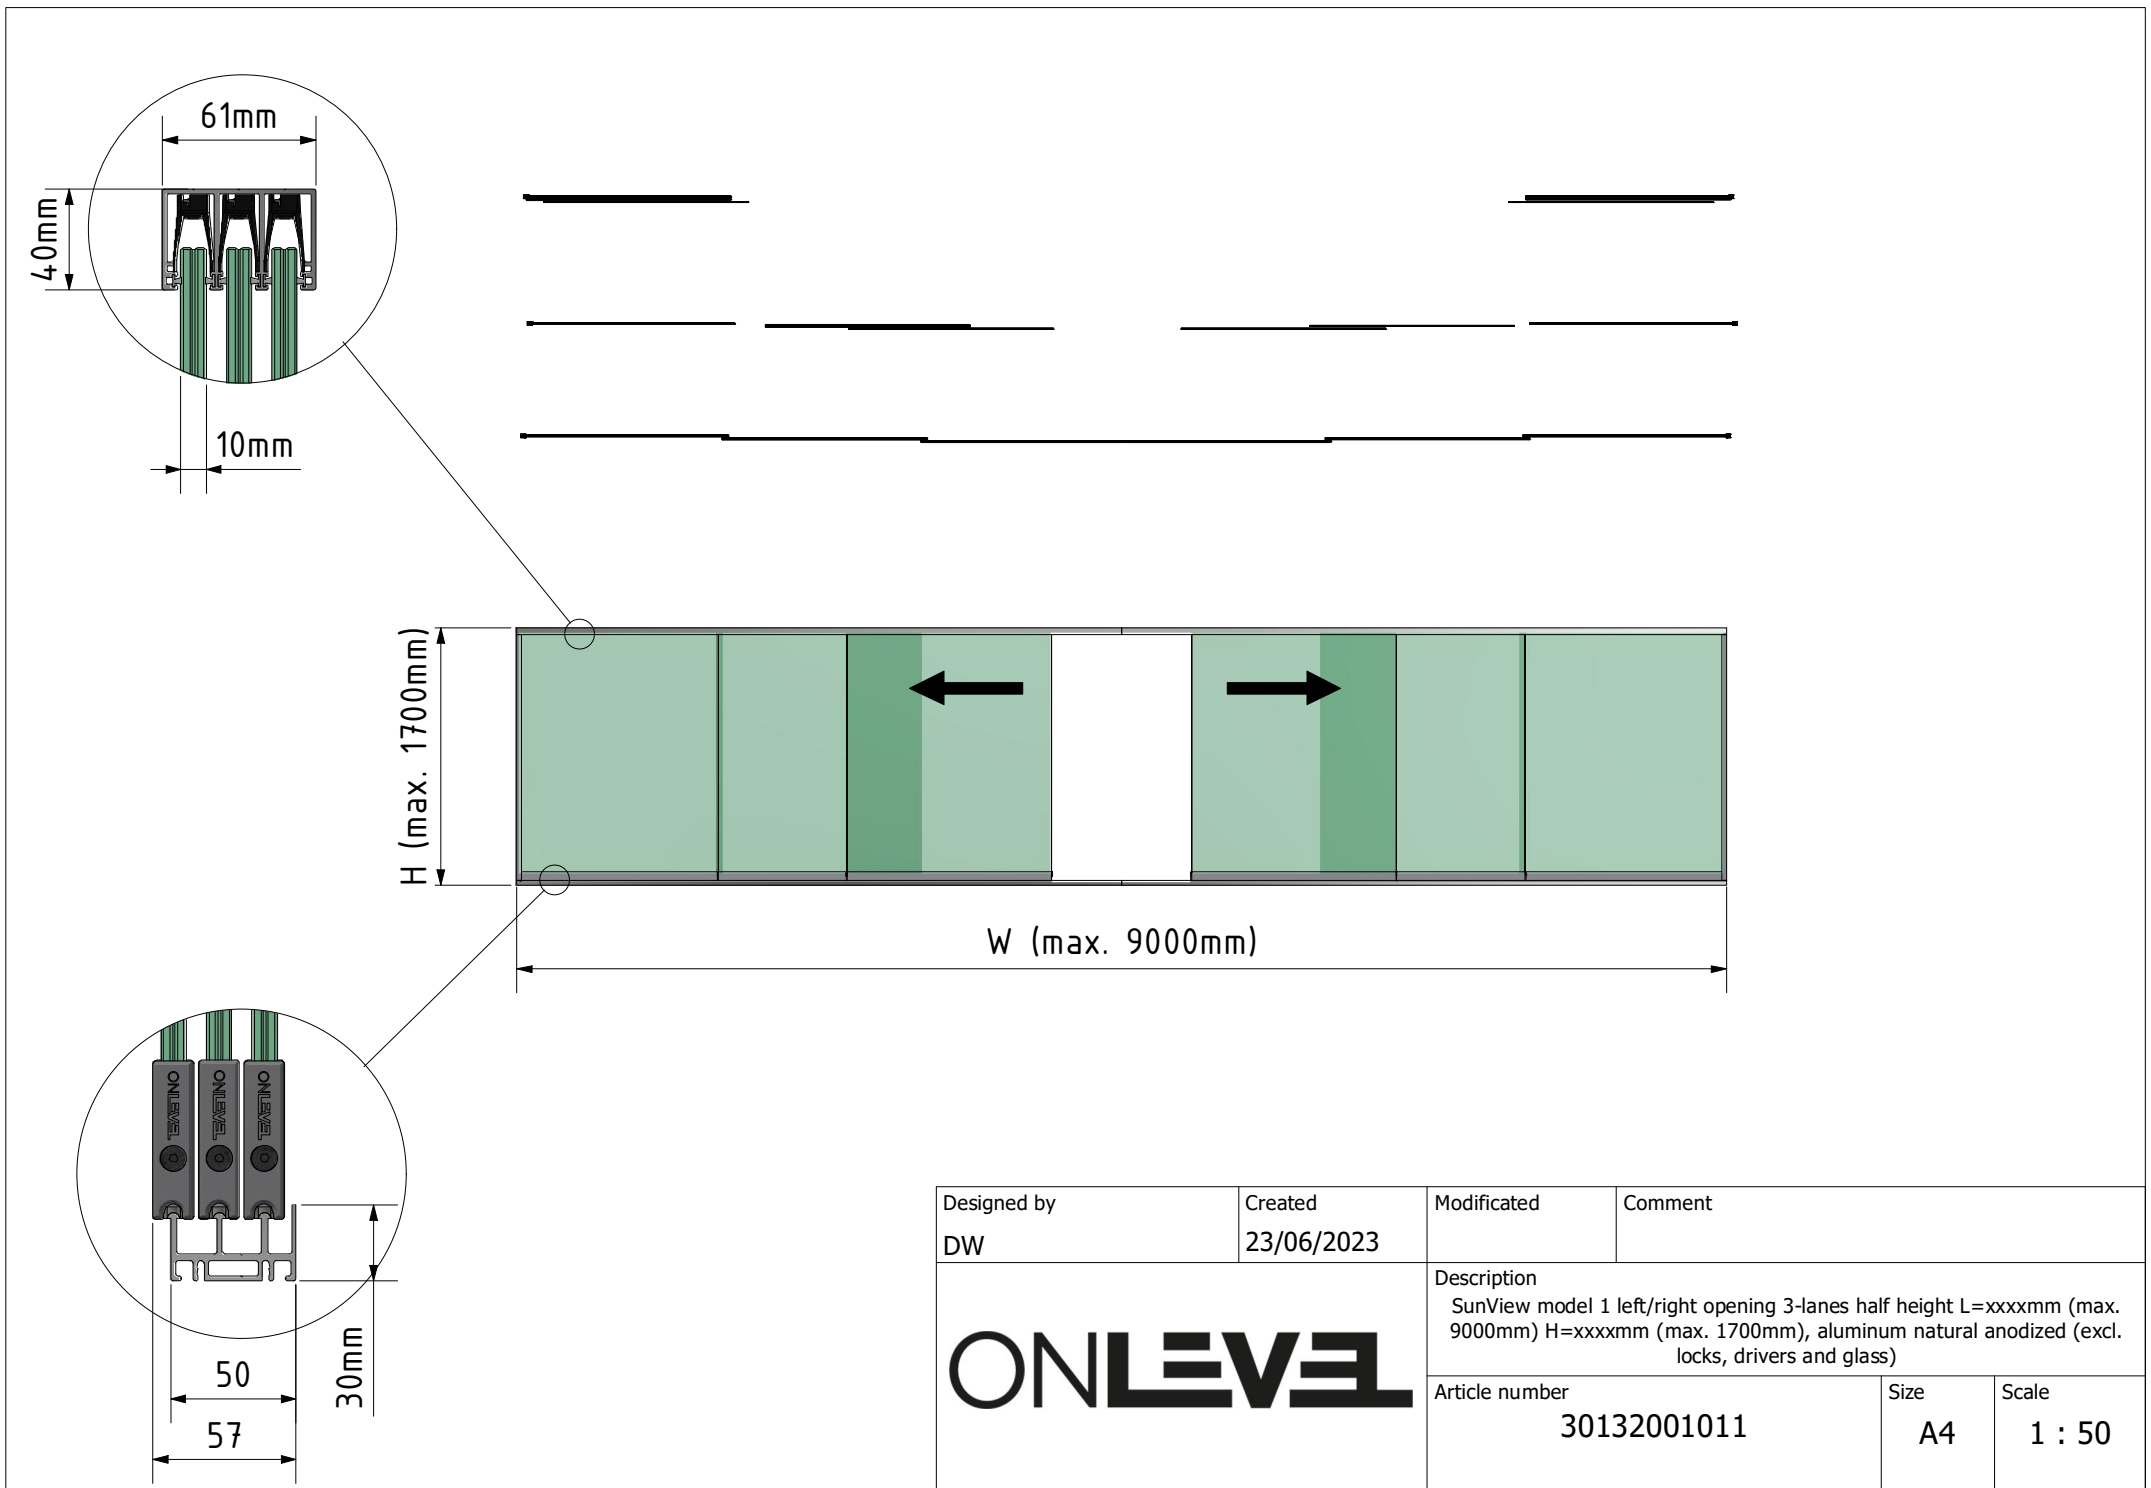 61mm
40mm
10mm
H (max. 1700mm)
W (max. 9000mm)
ONLEVEL
ONLEVEL
ONLEVEL
30mm
50
57
Designed by
DW
Created
23/06/2023
Modificated
Comment
ONLEVEL
Description
SunView model 1 left/right opening 3-lanes half height L=xxxxmm (max.
9000mm) H=xxxxmm (max. 1700mm), aluminum natural anodized (excl.
locks, drivers and glass)
Article number
30132001011
Size
A4
Scale
1 : 50